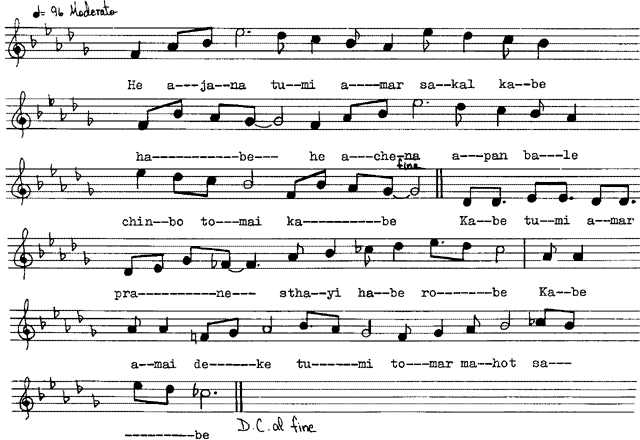 ♩= 96 Moderato
He a---ja---na tu--mi a----mar sa--kal ka--be
ha-----------be--- he a---che-na a---pan ba---le
fine
chin--bo to---mai ka----------be Ka--be tu--mi a--mar
pra----------ne--- stha--yi ha--be ro------be Ka--be
a--mai de-----ke tu------mi to--mar ma--hot sa---
---------be
D.C. al fine